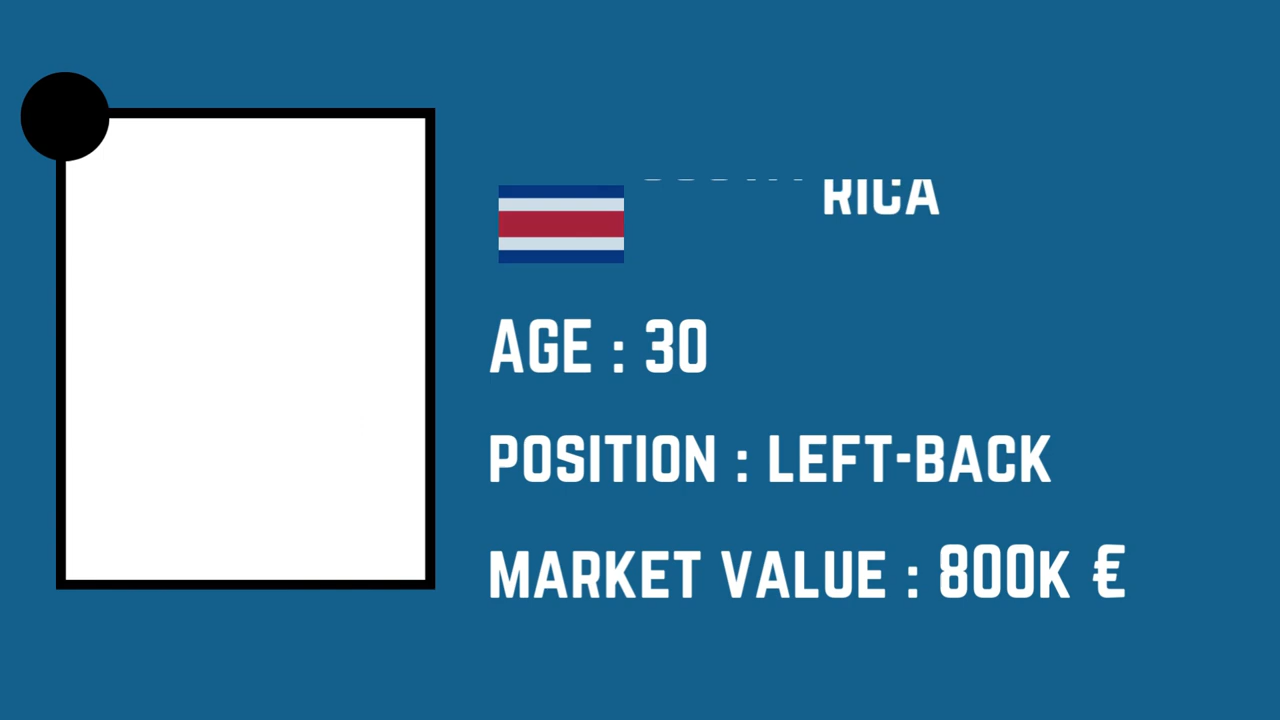 RICA
AGE : 30
POSITION : LEFT-BACK
MARKET VALUE : 800K €